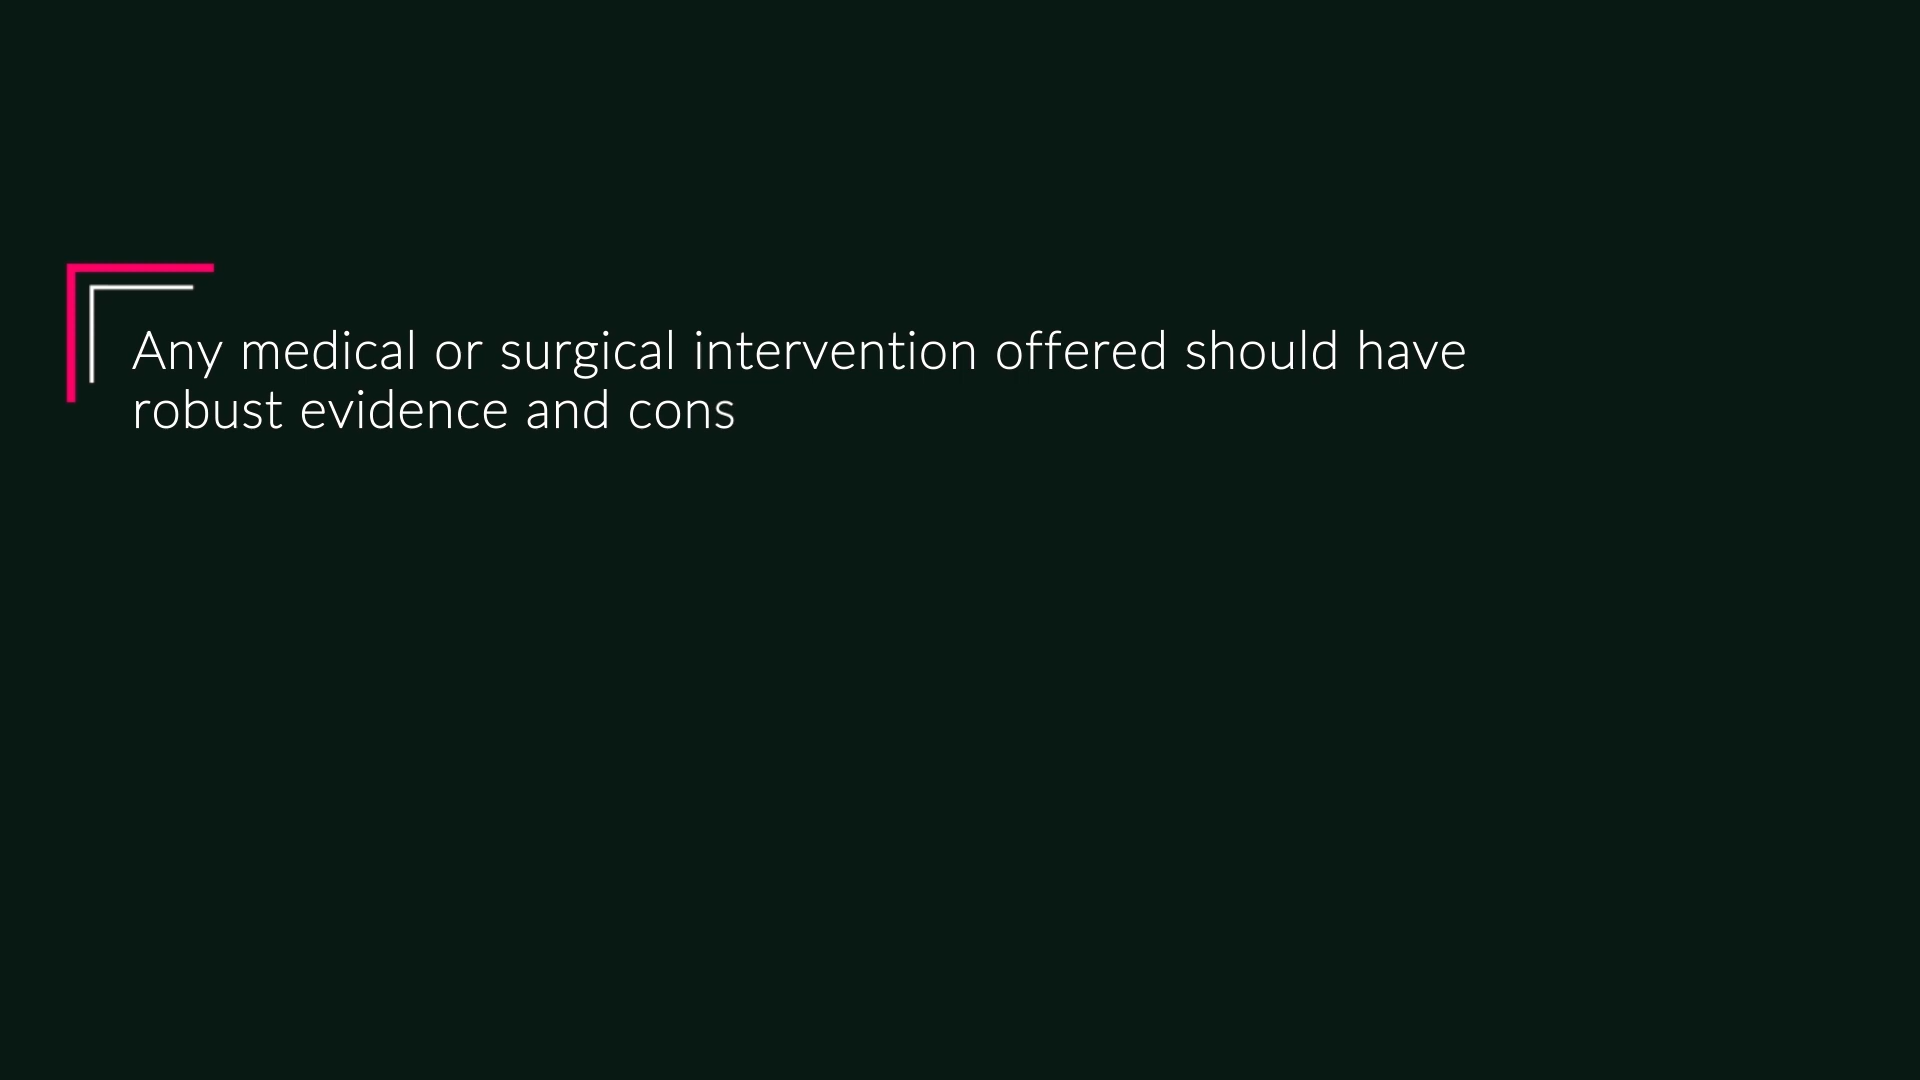 Any medical or surgical intervention offered should have
robust evidence and cons